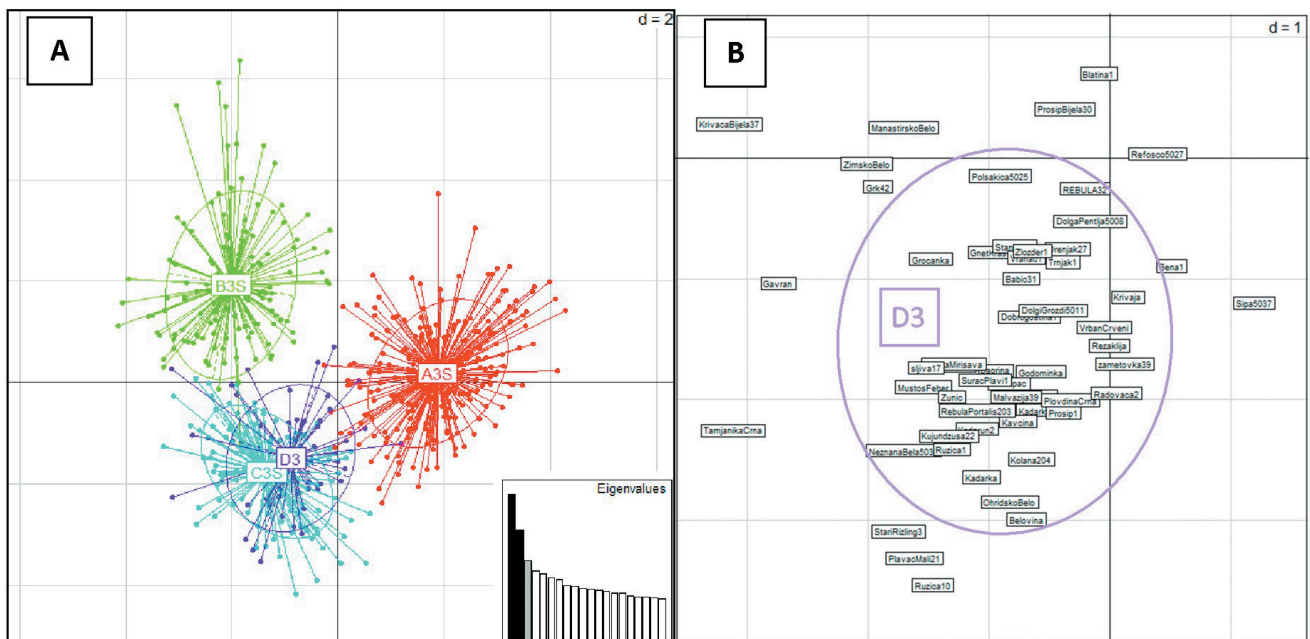 A
d = 2
B3S
A3S
D3
C3S
Eigenvalues
B
d = 1
Blatina1
ProsipBijela30
KrivacaBijela37
ManastirskoBelo
Refosco5027
ZimskoBelo
Polsakica5025
Grk42
REBULA32
DolgaPentlja5008
Zlozder1
Trnjak1
Grocanka
Bena1
Babic31
Gavran
Krivaja
Sipa5037
DolgiGrozdi5011
D3
VrbanCrveni
Rezaklija
zametovka39
sljiva17
Godominka
SuracPlavi1
MustosFeher
Radovaca2
Zunic
Malvazija39
PlovdinaCrna
RebulaPortalis203
Prosip1
Kavcina
TamjanikaCrna
Kujundzusa22
Ruzica1
Kolana204
Kadarka
OhridskoBelo
Belovina
StariRizling3
PlavacMali21
Ruzica10